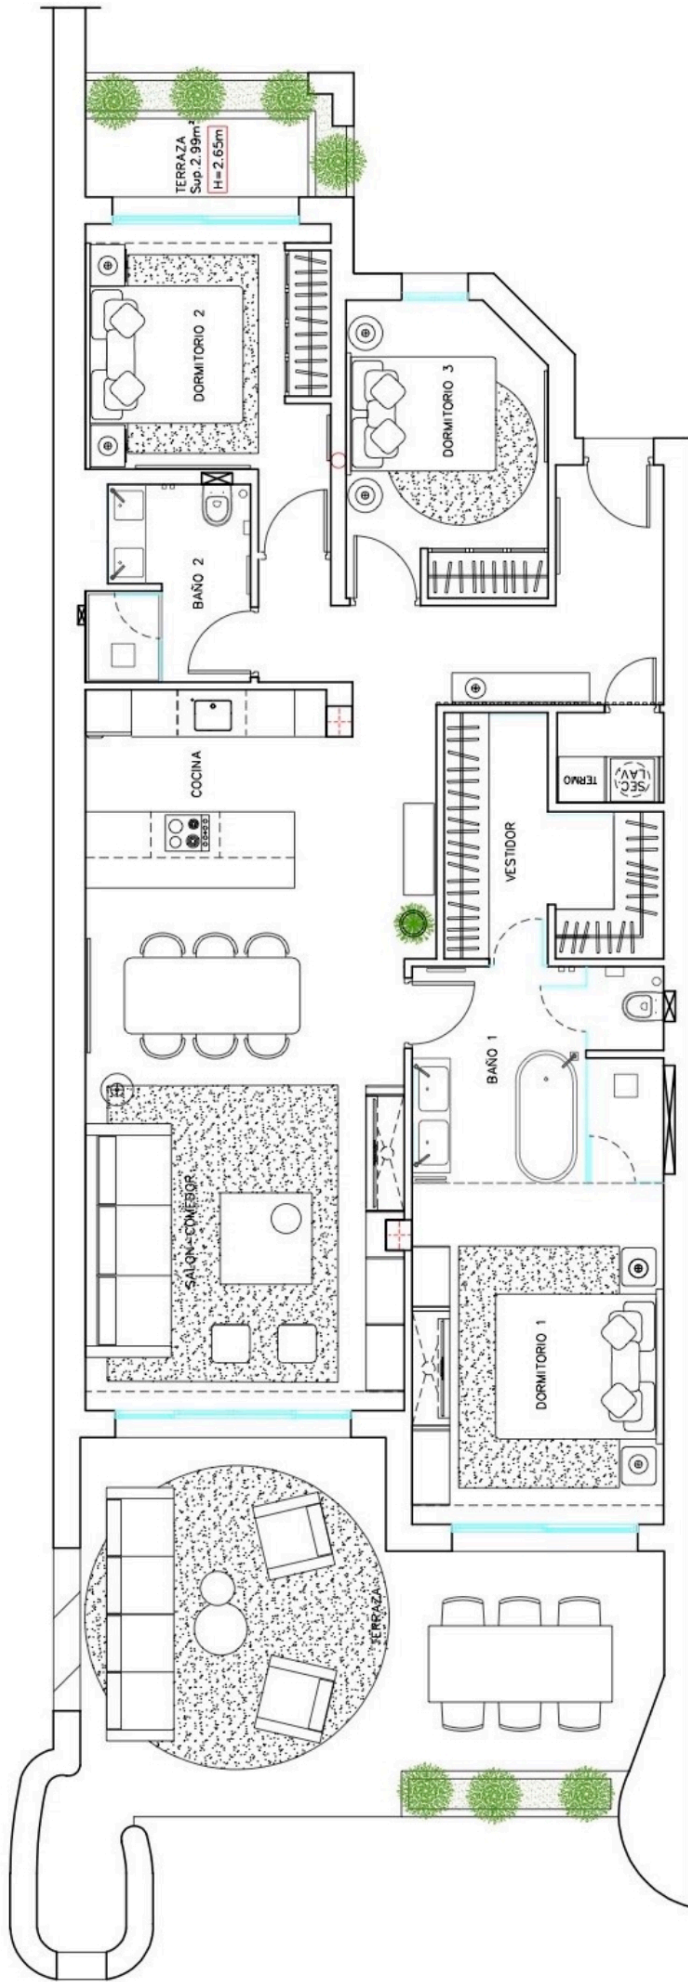 TERRAZA
Sup.2.99m²
H=2.65m
DORMITORIO 2
DORMITORIO 3
BAÑO 2
COCINA
TERMO
SEC.
LAV.
VESTIDOR
BAÑO 1
SALON-COMEDOR
DORMITORIO 1
TERRAZA